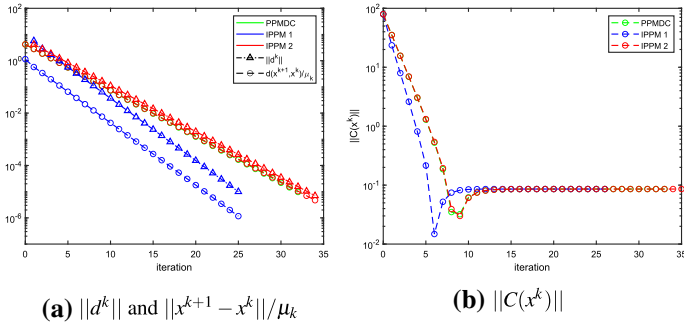 10^2
10^0
10^-2
10^-4
10^-6
0 5 10 15 20 25 30 35
iteration
PPMDC
IPPM 1
IPPM 2
||d^k||
d(x^{k+1},x^k)/μ_k
(a) ||d^k|| and ||x^{k+1} − x^k||/μ_k
10^2
10^1
10^0
10^-1
10^-2
||C(x^k)||
0 5 10 15 20 25 30 35
iteration
PPMDC
IPPM 1
IPPM 2
(b) ||C(x^k)||